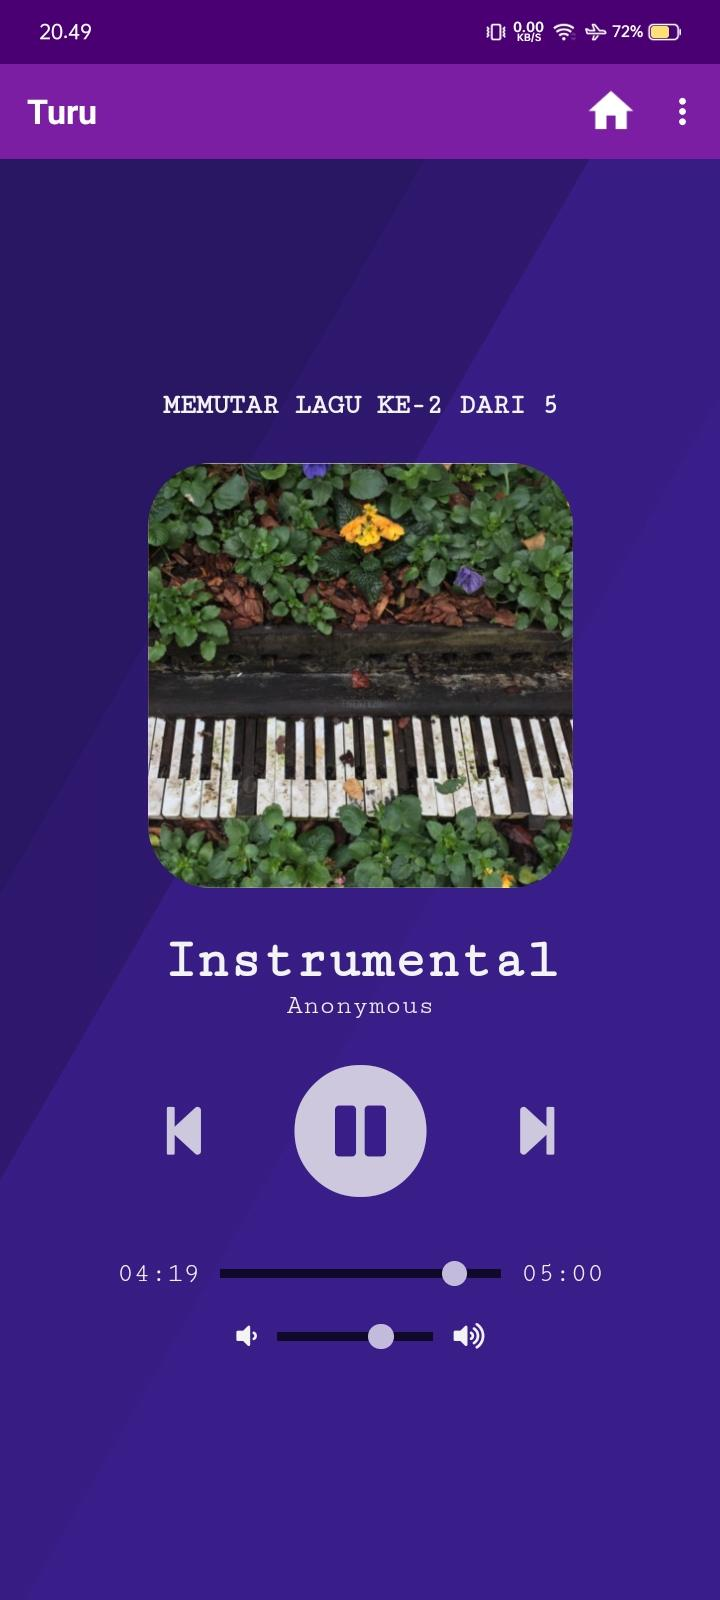 20.49
0.00
KB/S
72%
Turu
MEMUTAR LAGU KE-2 DARI 5
Instrumental
Anonymous
04:19
05:00